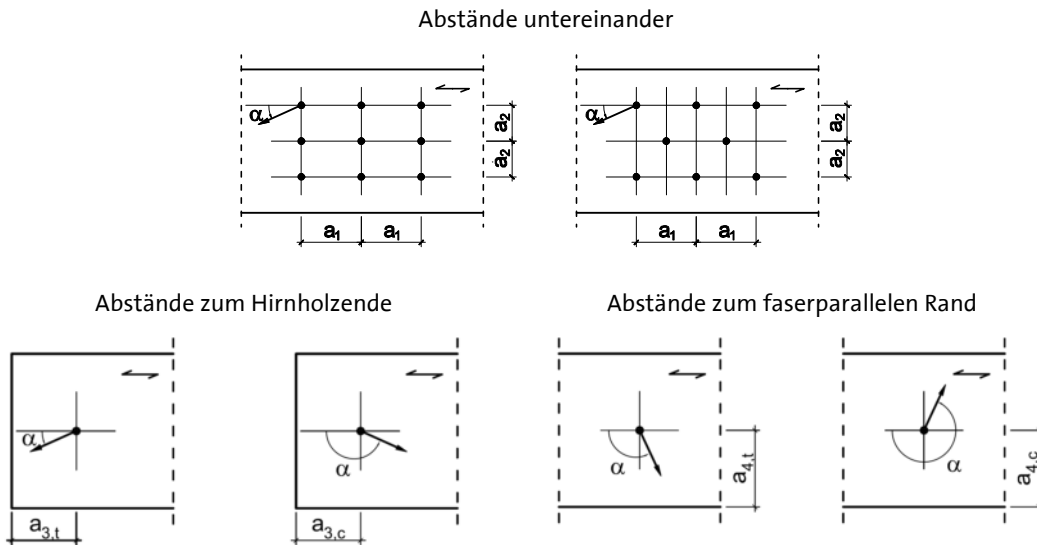 Abstände untereinander
α
a₂
a₂
a₁ a₁
α
a₂
a₂
a₁ a₁
Abstände zum Hirnholzende
Abstände zum faserparallelen Rand
α
a₃,t
α
a₃,c
α
a₄,t
α
a₄,c